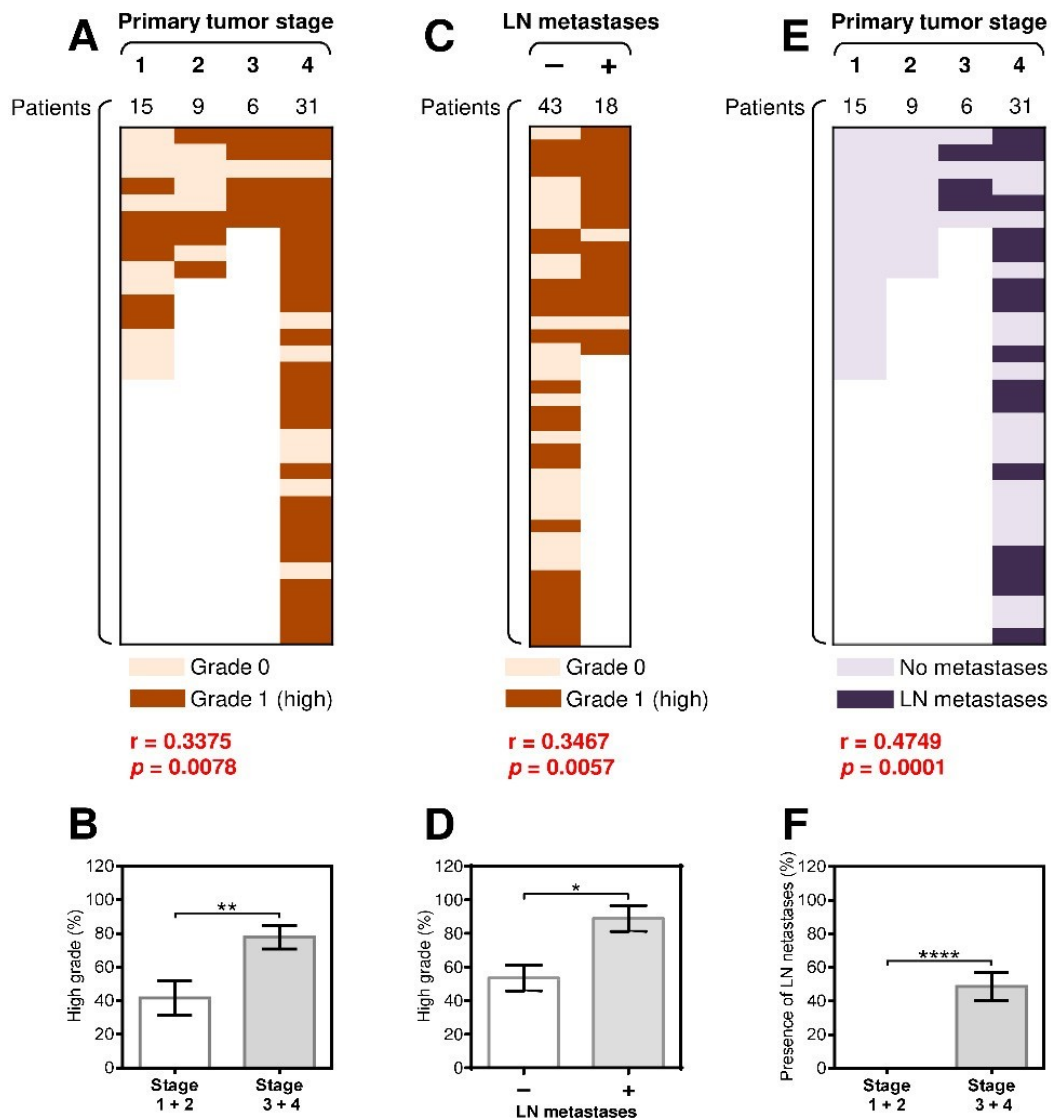 A
Primary tumor stage
1 2 3 4
Patients 15 9 6 31
Grade 0
Grade 1 (high)
r = 0.3375
p = 0.0078
C
LN metastases
− +
Patients 43 18
Grade 0
Grade 1 (high)
r = 0.3467
p = 0.0057
E
Primary tumor stage
1 2 3 4
Patients 15 9 6 31
No metastases
LN metastases
r = 0.4749
p = 0.0001
B
High grade (%)
120
100
80
60
40
20
0
**
Stage Stage
1 + 2 3 + 4
D
High grade (%)
120
100
80
60
40
20
0
*
− +
LN metastases
F
Presence of LN netastases (%)
120
100
80
60
40
20
0
****
Stage Stage
1 + 2 3 + 4